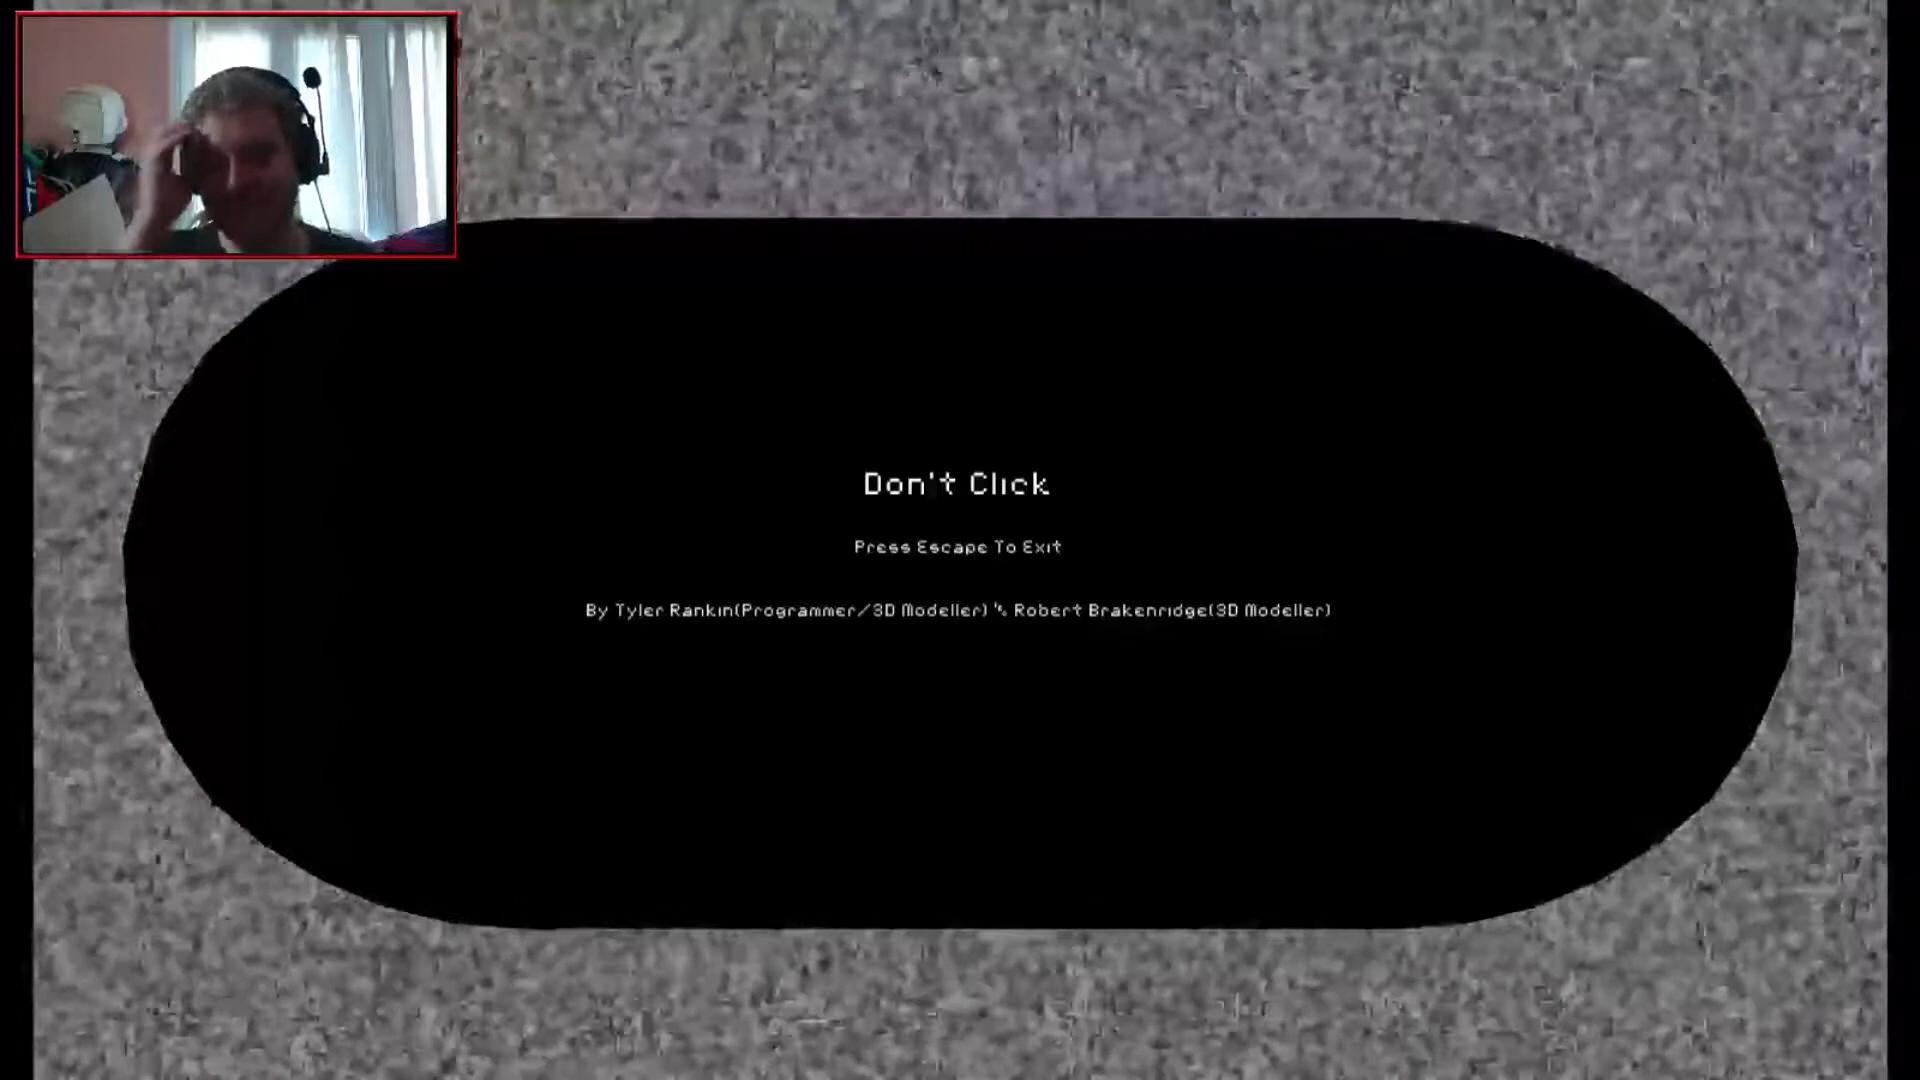 Don't Click
Press Escape To Exit
By Tyler Rankin(Programmer/3D Modeller) & Robert Brakenridge(3D Modeller)